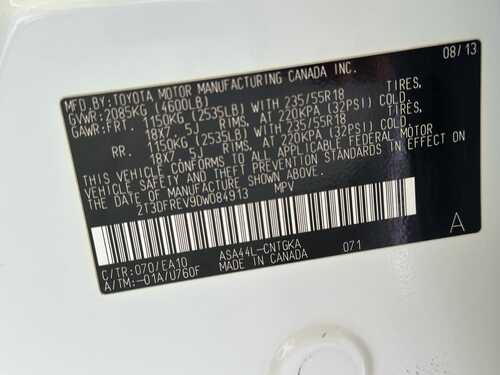 08/13
MFD.BY:TOYOTA MOTOR MANUFACTURING CANADA INC.
GVWR:2085KG(4600LB)
GAWR:FRT. 1150KG(2535LB)WITH 235/55R18 TIRES,
18X7.5J RIMS, AT 220KPA(32PSI)COLD.
RR. 1150KG(2535LB)WITH 235/55R18 TIRES,
18X7.5J RIMS, AT 220KPA(32PSI)COLD.
THIS VEHICLE CONFORMS TO ALL APPLICABLE FEDERAL MOTOR
VEHICLE SAFETY AND BUMPER STANDARDS IN EFFECT ON
THE DATE OF MANUFACTURE SHOWN ABOVE.
2T3DFREV9DW084913 MPV
C/TR:070/EA10 ASA44L-CNTGKA 071 A
A/TM:-01A/U760F MADE IN CANADA